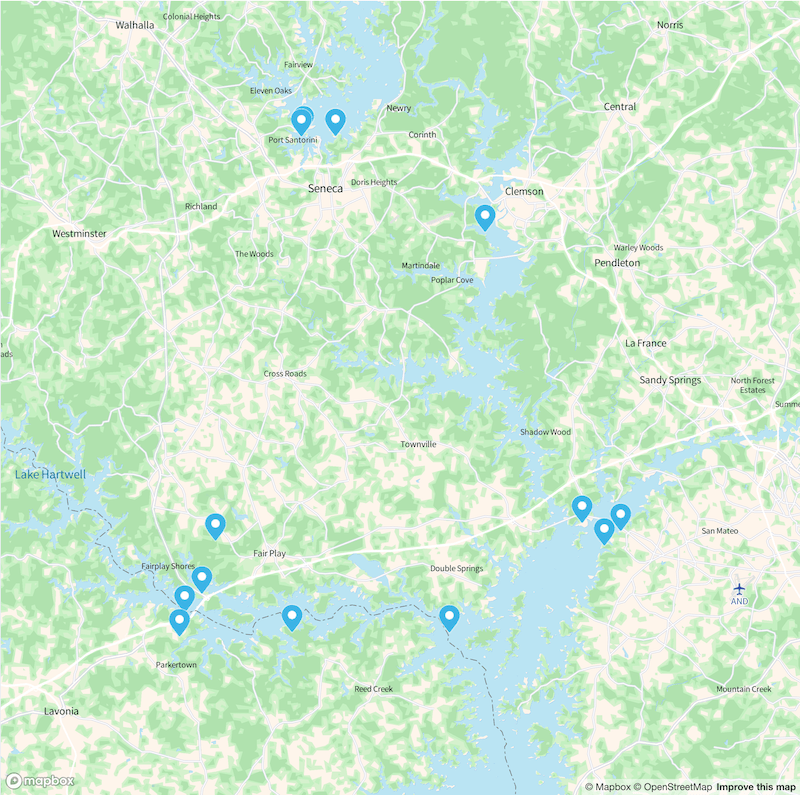 Colonial Heights
Walhalla
Norris
Fairview
Eleven Oaks
Newry
Central
Corinth
Port Santorini
Doris Heights
Seneca
Clemson
Richland
Westminster
Warley Woods
The Woods
Martindale
Pendleton
Poplar Cove
La France
ads
Cross Roads
Sandy Springs
North Forest
Estates
Summe
Shadow Wood
Townville
Lake Hartwell
San Mateo
Fair Play
Fairplay Shores
Double Springs
AND
Parkertown
Reed Creek
Mountain Creek
Lavonia
mapbox
© Mapbox © OpenStreetMap Improve this map